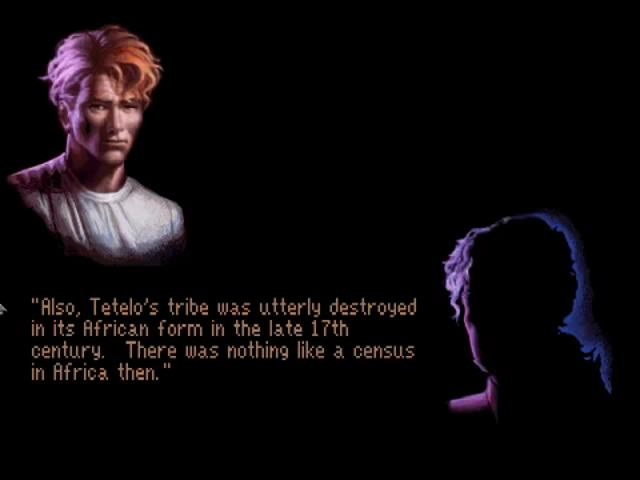 "Also, Tetelo's tribe was utterly destroyed
in its African form in the late 17th
century.  There was nothing like a census
in Africa then."